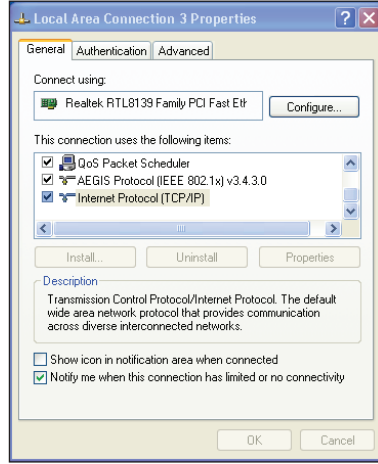 Local Area Connection 3 Properties
General Authentication Advanced
Connect using:
Realtek RTL8139 Family PCI Fast Eth
Configure...
This connection uses the following items:
QoS Packet Scheduler
AEGIS Protocol (IEEE 802.1x) v3.4.3.0
Internet Protocol (TCP/IP)
Install... Uninstall Properties
Description
Transmission Control Protocol/Internet Protocol. The default
wide area network protocol that provides communication
across diverse interconnected networks.
Show icon in notification area when connected
Notify me when this connection has limited or no connectivity
OK Cancel